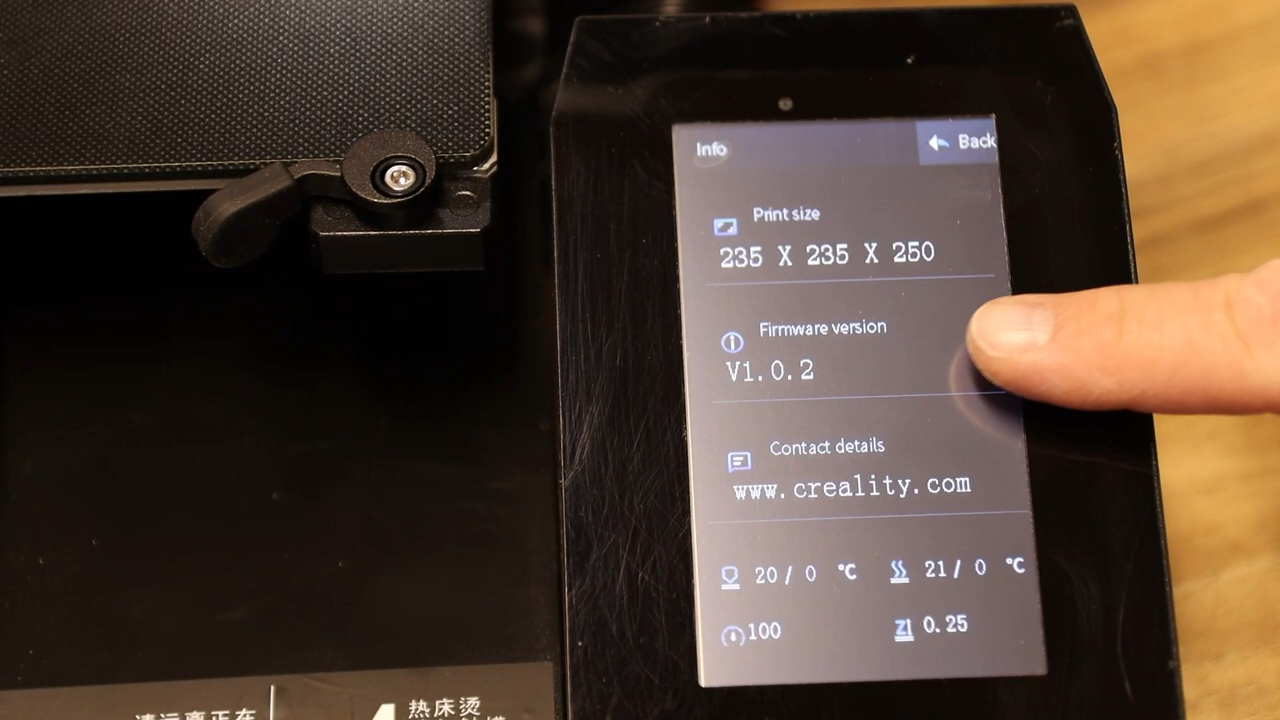 Info
Back
Print size
235 X 235 X 250
Firmware version
V1.0.2
Contact details
www.creality.com
20 / 0 °C
21 / 0 °C
100
0.25
热床烫